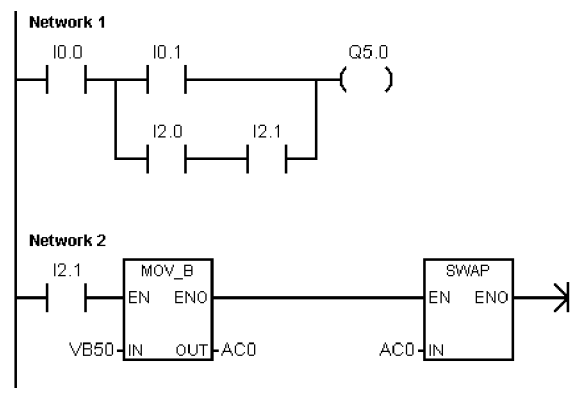 Network 1
I0.0 I0.1 Q5.0
I2.0 I2.1
Network 2
I2.1 MOV_B SWAP
EN ENO EN ENO
VB50 IN OUT AC0 AC0 IN